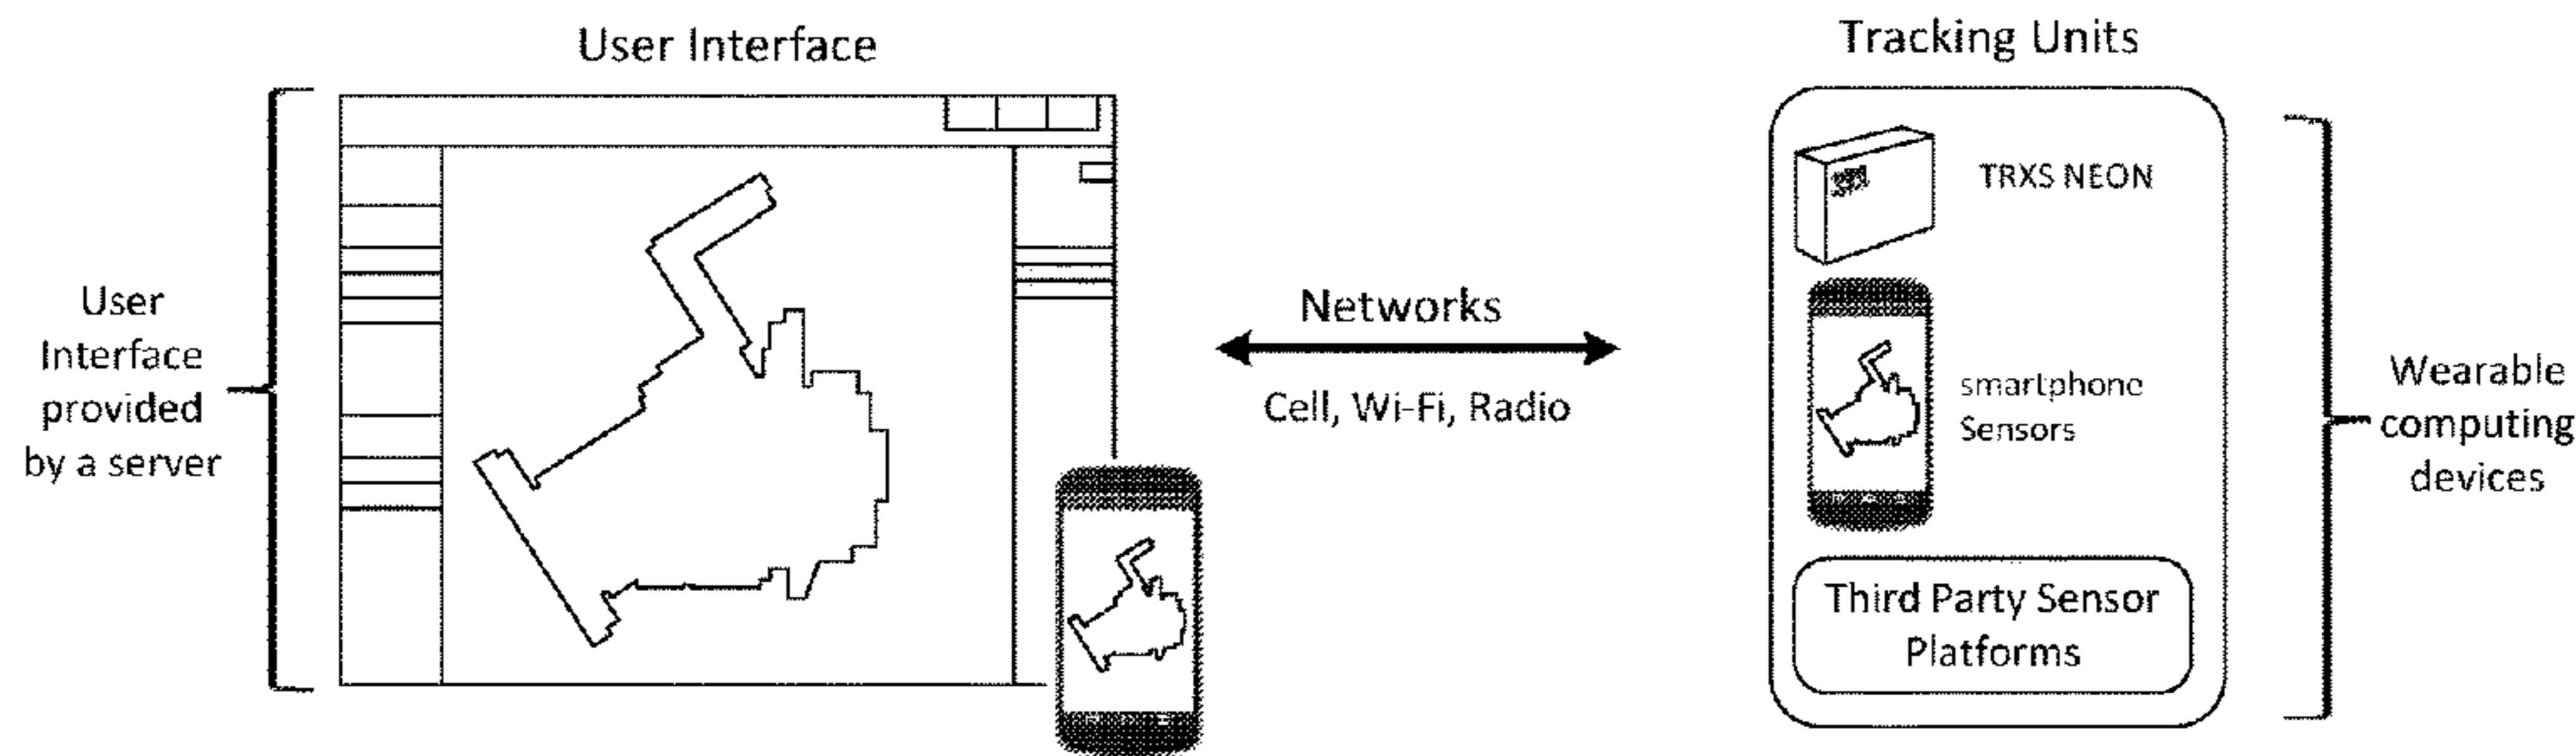 User Interface
User
Interface
provided
by a server
Networks
Cell, Wi-Fi, Radio
Tracking Units
TRXS NEON
smartphone
Sensors
Third Party Sensor
Platforms
Wearable
computing
devices